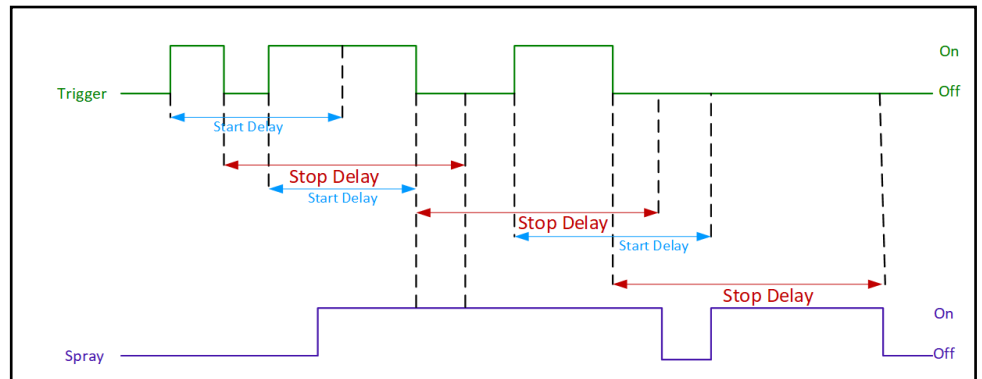 On
Trigger
Off
Start Delay
Stop Delay
Start Delay
Stop Delay
Start Delay
Stop Delay
On
Spray
Off